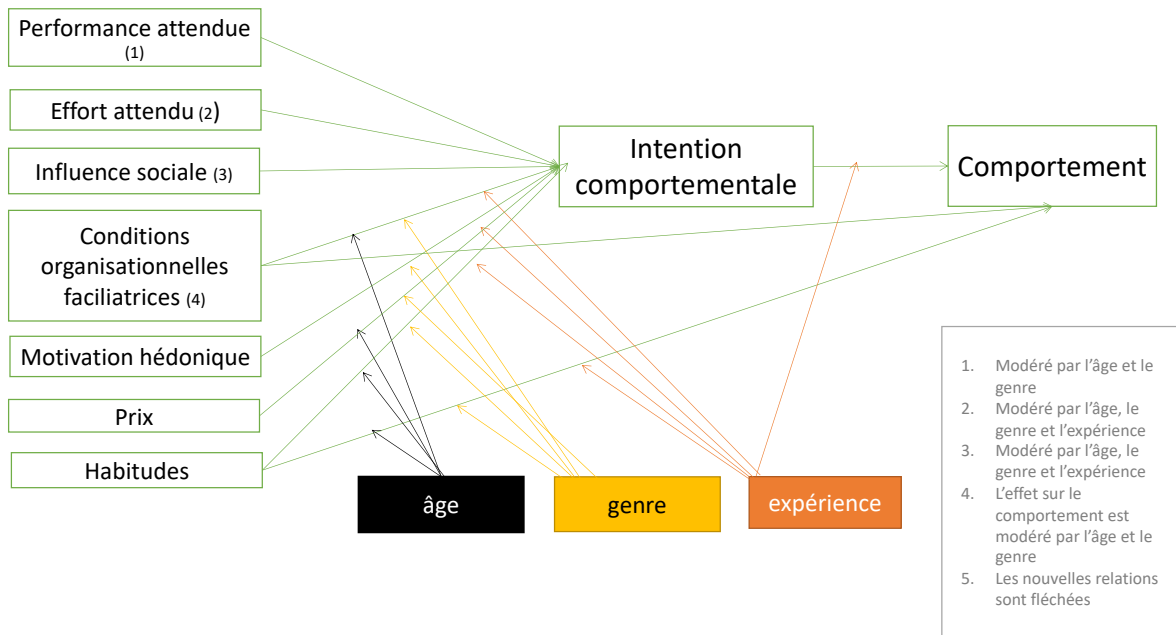 Performance attendue
(1)
Effort attendu (2)
Influence sociale (3)
Conditions
organisationnelles
faciliatrices (4)
Motivation hédonique
Prix
Habitudes
Intention
comportementale
Comportement
âge
genre
expérience
1. Modéré par l'âge et le
genre
2. Modéré par l'âge, le
genre et l'expérience
3. Modéré par l'âge, le
genre et l'expérience
4. L'effet sur le
comportement est
modéré par l'âge et le
genre
5. Les nouvelles relations
sont fléchées